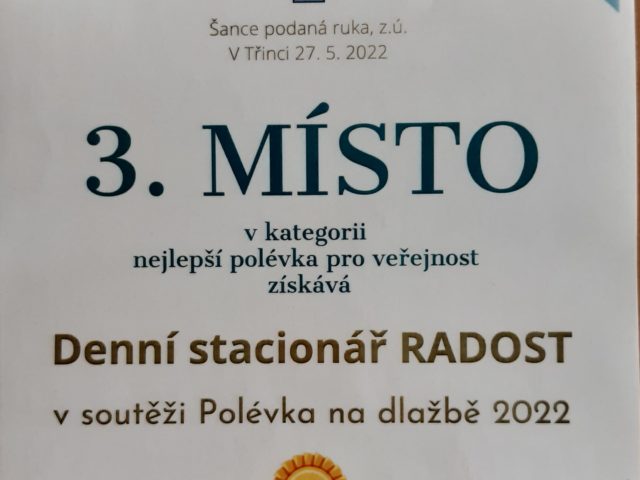 Šance podaná ruka, z.ú.
V Třinci 27. 5. 2022
3. MÍSTO
v kategorii
nejlepší polévka pro veřejnost
získává
Denní stacionář RADOST
v soutěži Polévka na dlažbě 2022